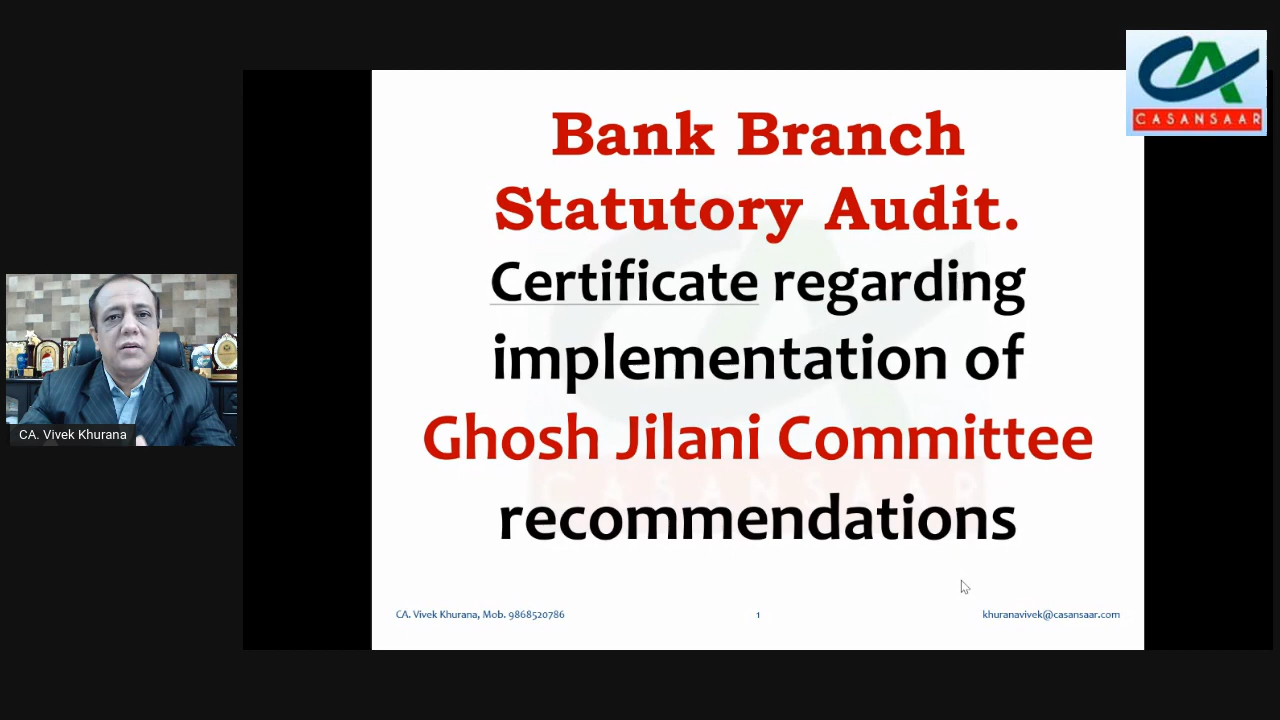 CASANSAAR
Bank Branch
Statutory Audit.
Certificate regarding
implementation of
Ghosh Jilani Committee
recommendations
CASANSAAR
CA. Vivek Khurana
CA. Vivek Khurana, Mob. 9868520786
1
khuranavivek@casansaar.com